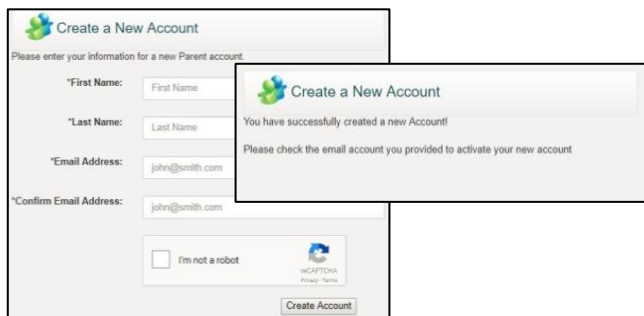 Create a New Account
Please enter your information for a new Parent account.
*First Name:
First Name
*Last Name:
Last Name
*Email Address:
john@smith.com
*Confirm Email Address:
john@smith.com
I'm not a robot
reCAPTCHA
Privacy - Terms
Create Account
Create a New Account
You have successfully created a new Account!
Please check the email account you provided to activate your new account